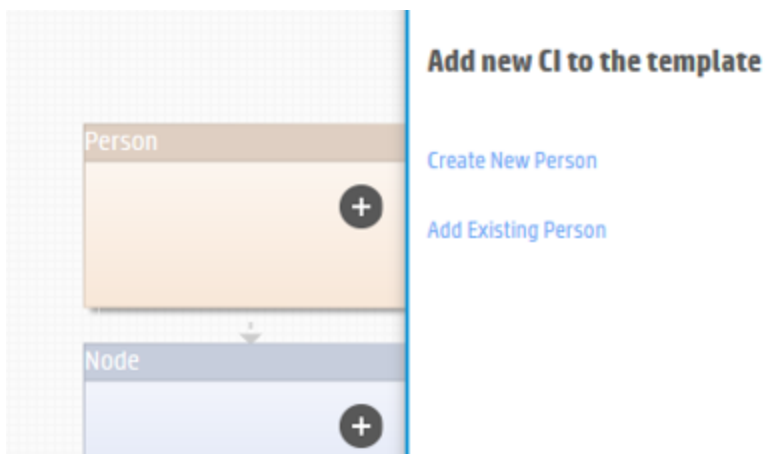 Add new CI to the template
Person
Create New Person
Add Existing Person
Node